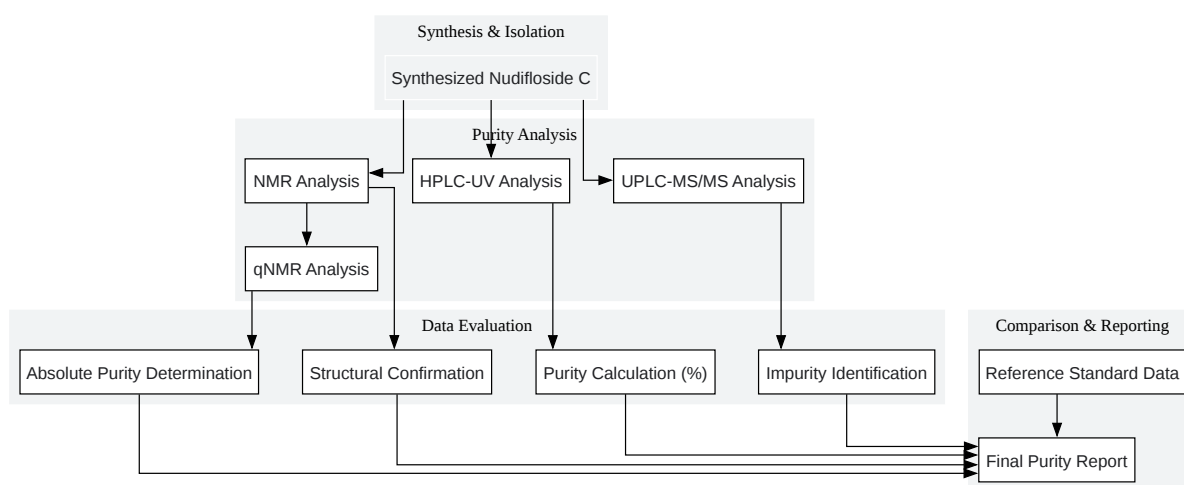 Synthesis & Isolation
Synthesized Nudifloside C
Purity Analysis
NMR Analysis
HPLC-UV Analysis
UPLC-MS/MS Analysis
qNMR Analysis
Data Evaluation
Comparison & Reporting
Absolute Purity Determination
Structural Confirmation
Purity Calculation (%)
Impurity Identification
Reference Standard Data
Final Purity Report